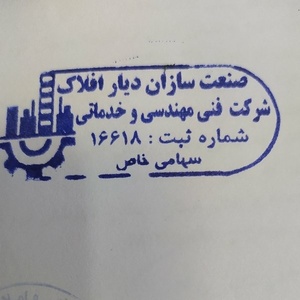 صنعت سازان دیار افلاک
شرکت فنی مهندسی و خدماتی
شماره ثبت : ۱۶۶۱۸
سهامی خاص